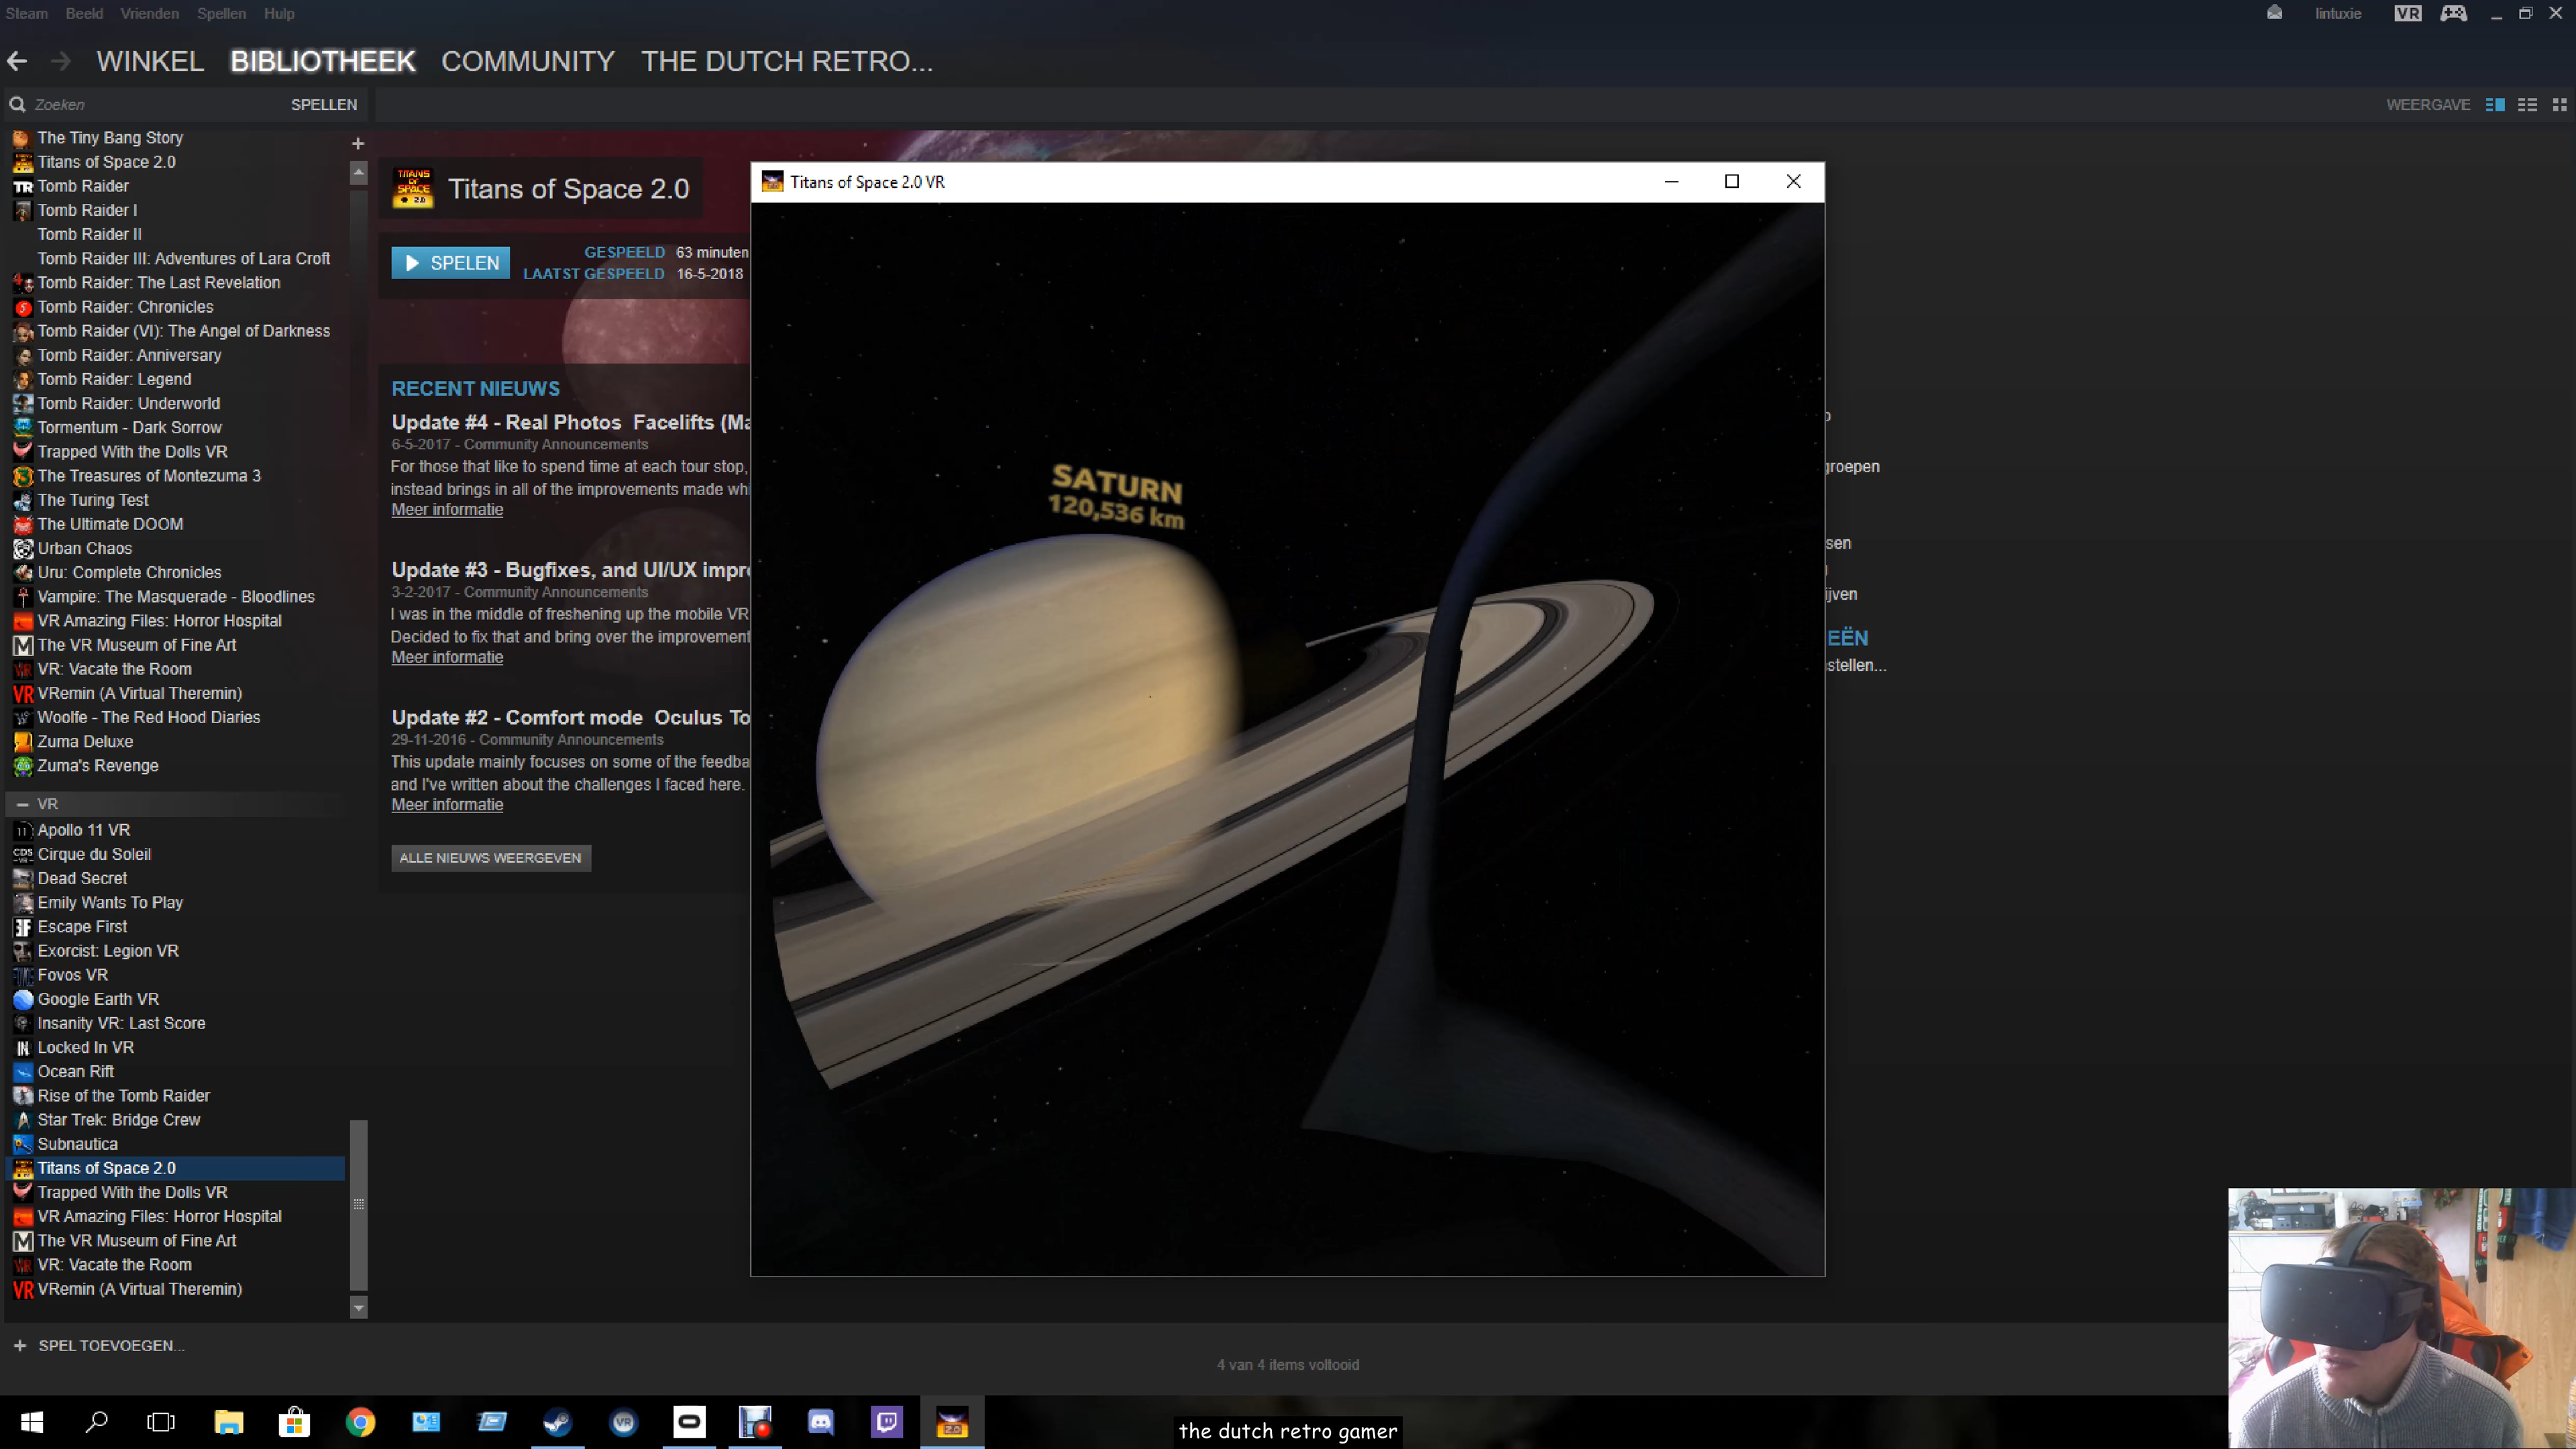 Steam Beeld Vrienden Spellen Hulp
lintuxie VR
WINKEL BIBLIOTHEEK COMMUNITY THE DUTCH RETRO...
Zoeken SPELLEN
WEERGAVE
The Tiny Bang Story
Titans of Space 2.0
Tomb Raider
Tomb Raider I
Tomb Raider II
Tomb Raider III: Adventures of Lara Croft
Tomb Raider: The Last Revelation
Tomb Raider: Chronicles
Tomb Raider (VI): The Angel of Darkness
Tomb Raider: Anniversary
Tomb Raider: Legend
Tomb Raider: Underworld
Tormentum - Dark Sorrow
Trapped With the Dolls VR
The Treasures of Montezuma 3
The Turing Test
The Ultimate DOOM
Urban Chaos
Uru: Complete Chronicles
Vampire: The Masquerade - Bloodlines
VR Amazing Files: Horror Hospital
The VR Museum of Fine Art
VR: Vacate the Room
VRemin (A Virtual Theremin)
Woolfe - The Red Hood Diaries
Zuma Deluxe
Zuma's Revenge
VR
Apollo 11 VR
Cirque du Soleil
Dead Secret
Emily Wants To Play
Escape First
Exorcist: Legion VR
Fovos VR
Google Earth VR
Insanity VR: Last Score
Locked In VR
Ocean Rift
Rise of the Tomb Raider
Star Trek: Bridge Crew
Subnautica
Titans of Space 2.0
Trapped With the Dolls VR
VR Amazing Files: Horror Hospital
The VR Museum of Fine Art
VR: Vacate the Room
VRemin (A Virtual Theremin)
SPEL TOEVOEGEN...
TITANS OF SPACE 2.0
Titans of Space 2.0
SPELEN
GESPEELD 63 minuten
LAATST GESPEELD 16-5-2018
RECENT NIEUWS
Update #4 - Real Photos Facelifts (Ma
6-5-2017 - Community Announcements
For those that like to spend time at each tour stop,
instead brings in all of the improvements made whi
Meer informatie
Update #3 - Bugfixes, and UI/UX impr
3-2-2017 - Community Announcements
I was in the middle of freshening up the mobile VR
Decided to fix that and bring over the improvement
Meer informatie
Update #2 - Comfort mode Oculus To
29-11-2016 - Community Announcements
This update mainly focuses on some of the feedba
and I've written about the challenges I faced here.
Meer informatie
ALLE NIEUWS WEERGEVEN
Titans of Space 2.0 VR
SATURN
120,536 km
groepen
sen
ijven
EEËN
stellen...
4 van 4 items voltooid
the dutch retro gamer